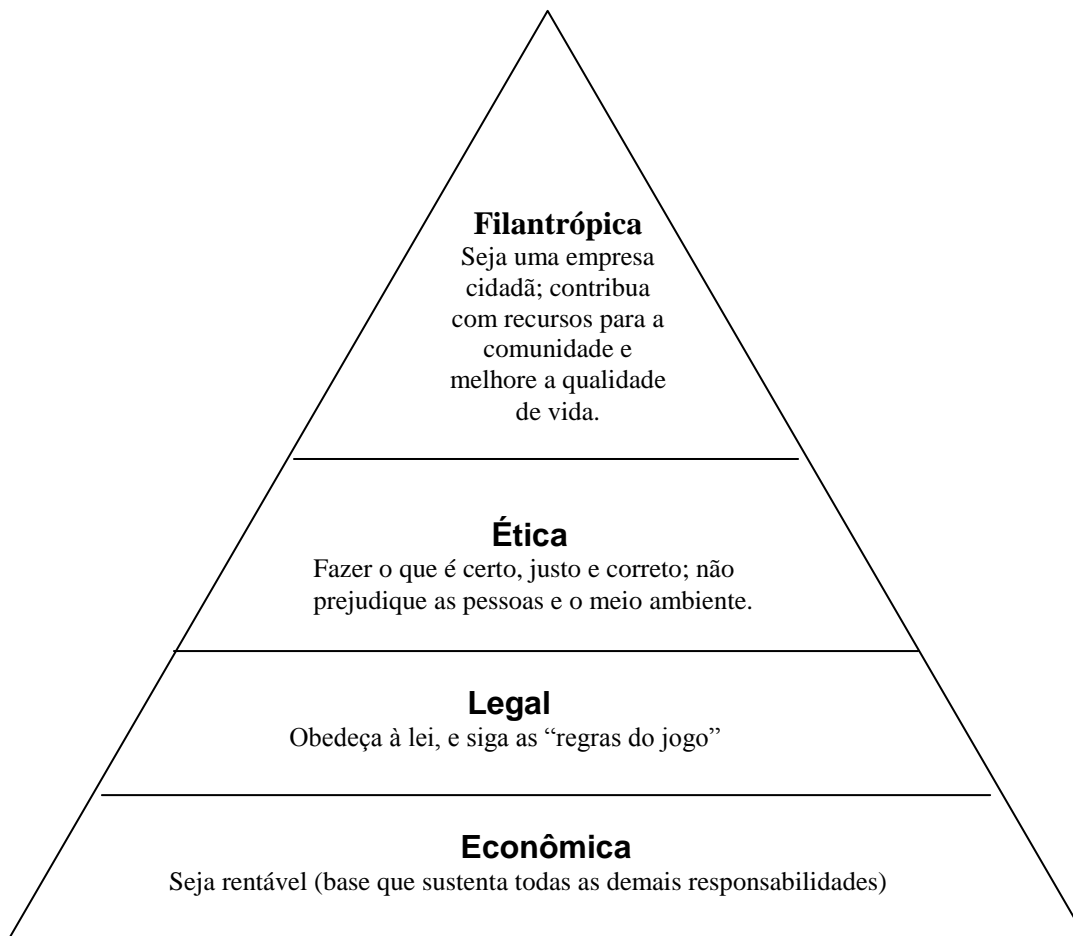 Filantrópica
Seja uma empresa
cidadã; contribua
com recursos para a
comunidade e
melhore a qualidade
de vida.
Ética
Fazer o que é certo, justo e correto; não
prejudique as pessoas e o meio ambiente.
Legal
Obedeça à lei, e siga as “regras do jogo”
Econômica
Seja rentável (base que sustenta todas as demais responsabilidades)